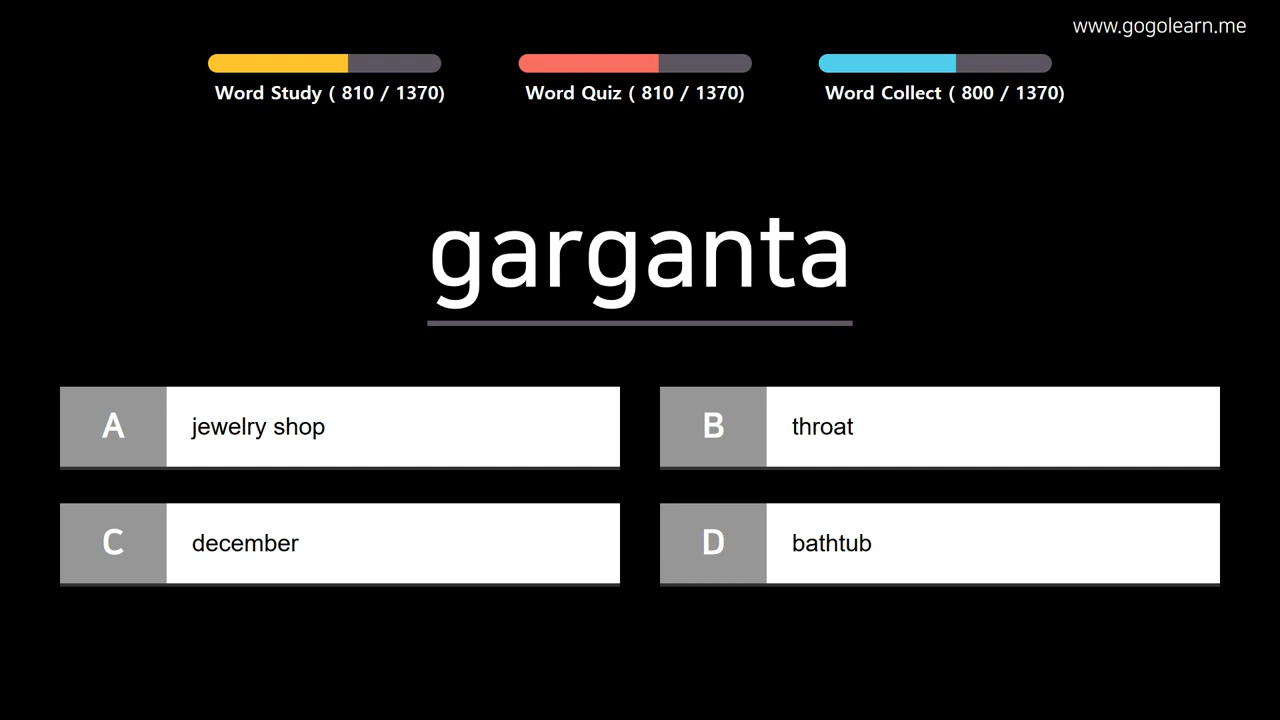 www.gogolearn.me
Word Study ( 810 / 1370)
Word Quiz ( 810 / 1370)
Word Collect ( 800 / 1370)
garganta
A
jewelry shop
B
throat
C
december
D
bathtub